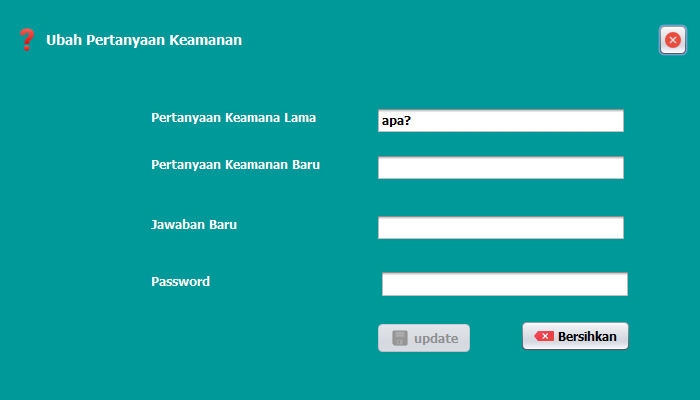 Ubah Pertanyaan Keamanan
Pertanyaan Keamana Lama
apa?
Pertanyaan Keamanan Baru
Jawaban Baru
Password
update
Bersihkan